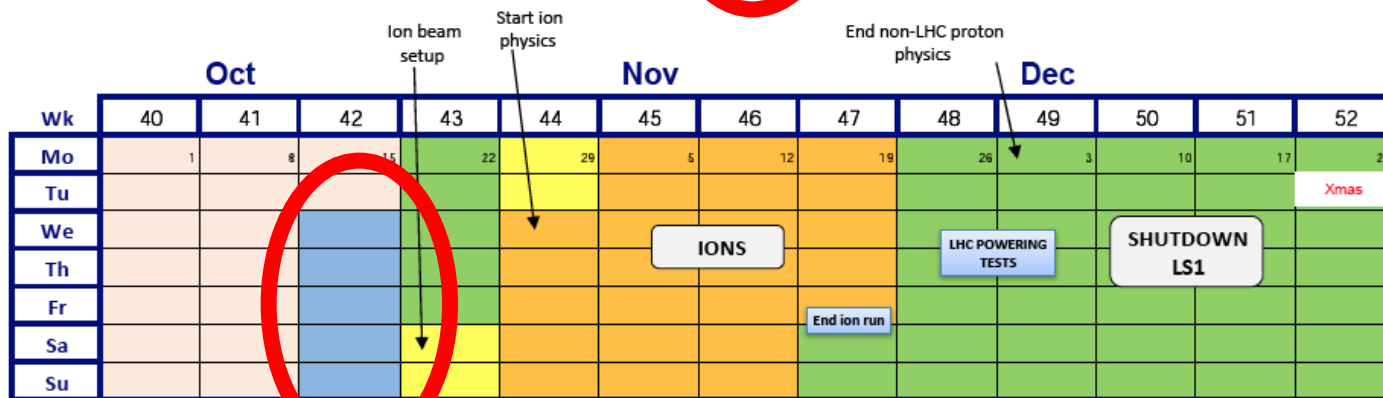 Start ion
physics
Ion beam
setup
End non-LHC proton
physics
Oct
Nov
Dec
Wk 40 41 42 43 44 45 46 47 48 49 50 51 52
Mo 1 8 15 22 29 5 12 19 26 3 10 17 2
Tu Xmas
We
Th
IONS
LHC POWERING
TESTS
SHUTDOWN
LS1
Fr
End ion run
Sa
Su